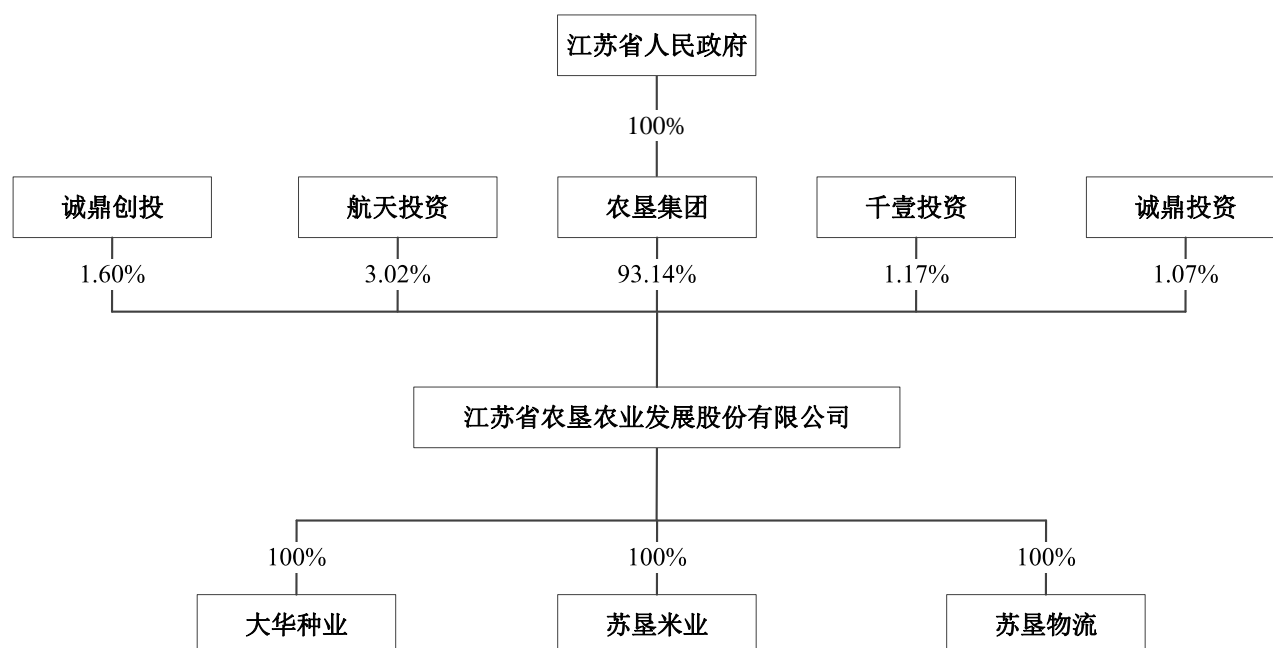 江苏省人民政府
100%
诚鼎创投
航天投资
农垦集团
千壹投资
诚鼎投资
1.60%
3.02%
93.14%
1.17%
1.07%
江苏省农垦农业发展股份有限公司
100%
100%
100%
大华种业
苏垦米业
苏垦物流